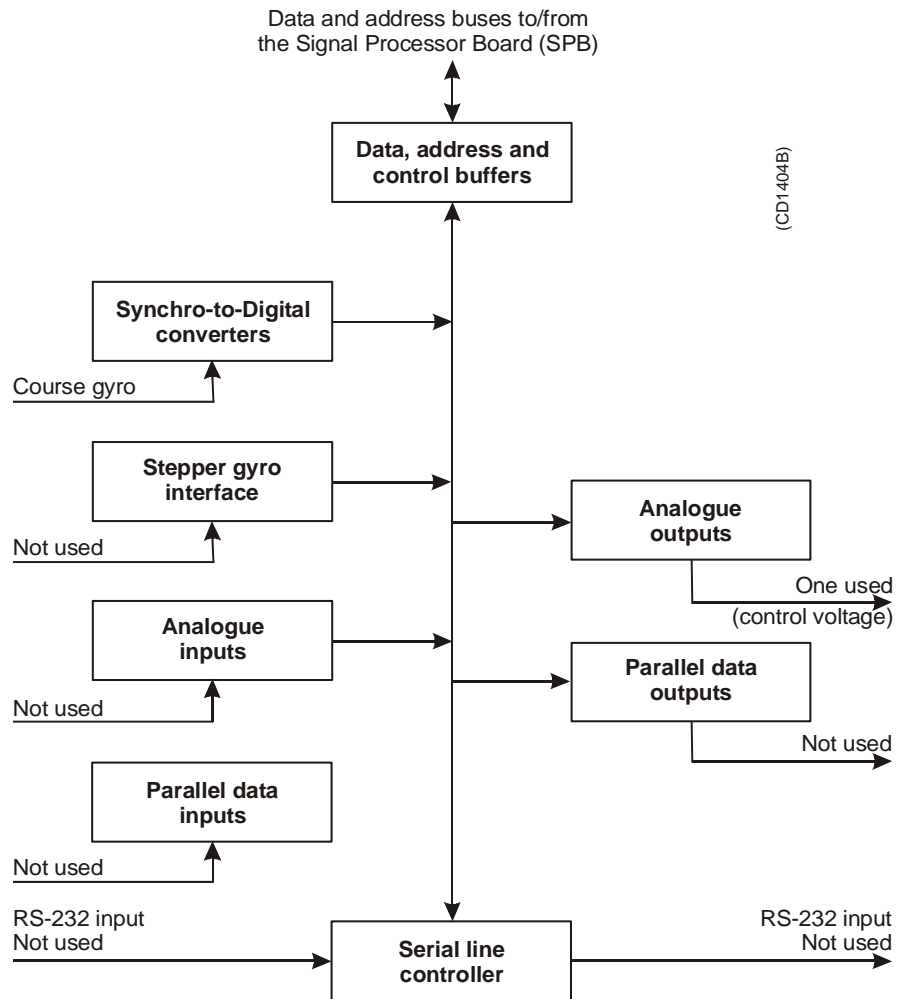 Data and address buses to/from
the Signal Processor Board (SPB)
Data, address and
control buffers
(CD1404B)
Synchro-to-Digital
converters
Course gyro
Stepper gyro
interface
Not used
Analogue
outputs
One used
(control voltage)
Analogue
inputs
Not used
Parallel data
outputs
Not used
Parallel data
inputs
Not used
RS-232 input
Not used
Serial line
controller
RS-232 input
Not used